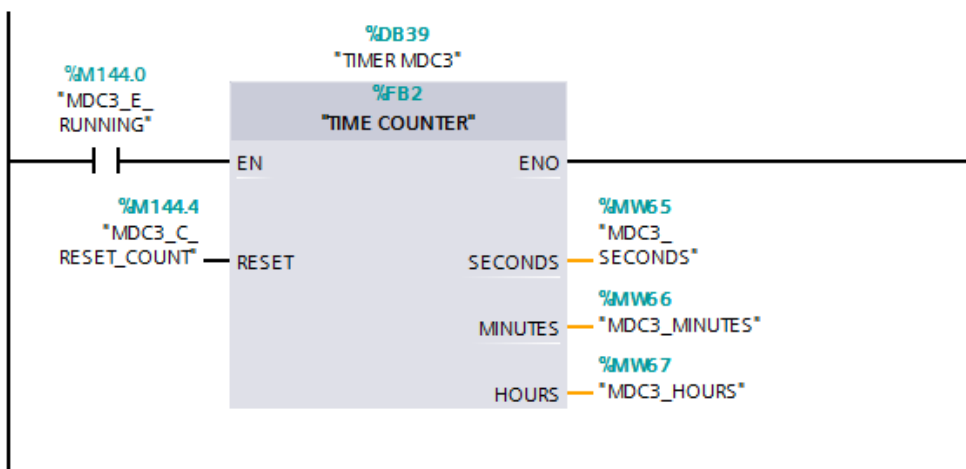 %DB39
"TIMER MDC3"
%M144.0
"MDC3_E_
RUNNING"
%FB2
"TIME COUNTER"
EN
ENO
%M144.4
"MDC3_C_
RESET_COUNT"
RESET
%MW65
"MDC3_
SECONDS"
SECONDS
%MW66
"MDC3_MINUTES"
MINUTES
%MW67
"MDC3_HOURS"
HOURS